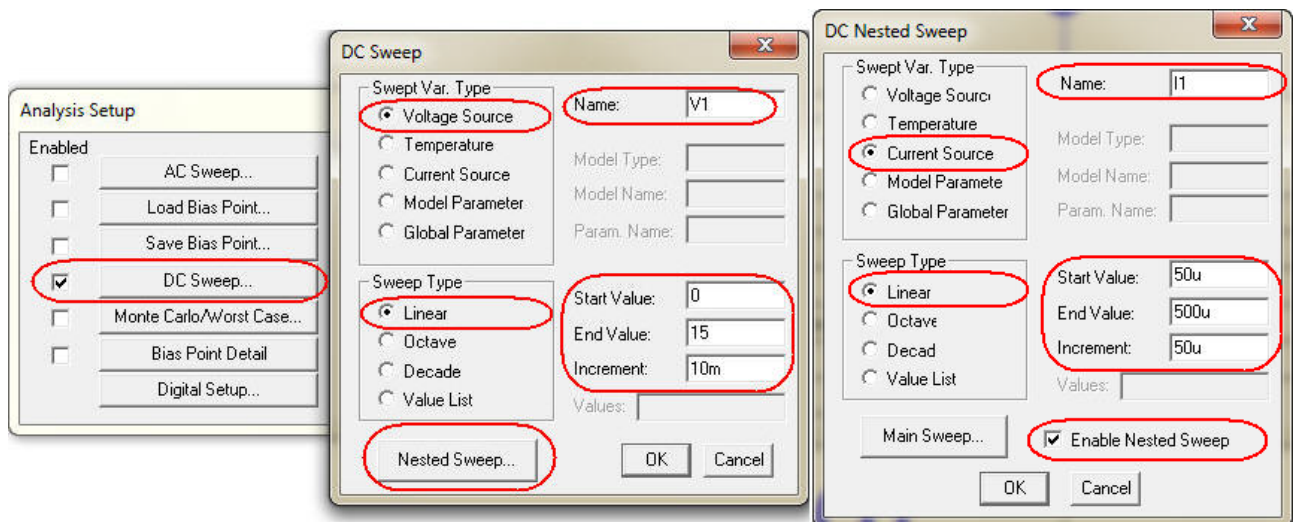 Analysis Setup
Enabled
AC Sweep...
Load Bias Point...
Save Bias Point...
DC Sweep...
Monte Carlo/Worst Case...
Bias Point Detail
Digital Setup...
DC Sweep
Swept Var. Type
Voltage Source
Temperature
Current Source
Model Parameter
Global Parameter
Name: V1
Model Type:
Model Name:
Param. Name:
Sweep Type
Linear
Octave
Decade
Value List
Start Value: 0
End Value: 15
Increment: 10m
Values:
Nested Sweep...
OK
Cancel
DC Nested Sweep
Swept Var. Type
Voltage Sourc
Temperature
Current Source
Model Paramete
Global Parameter
Name: I1
Model Type:
Model Name:
Param. Name:
Sweep Type
Linear
Octave
Decad
Value List
Start Value: 50u
End Value: 500u
Increment: 50u
Values:
Main Sweep...
Enable Nested Sweep
OK
Cancel